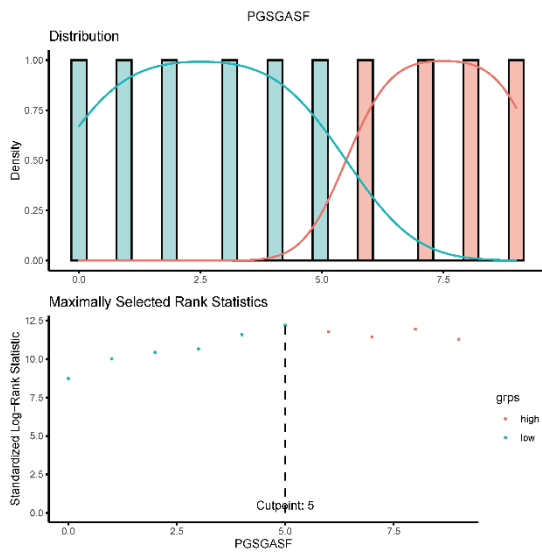 PGSGASF
Distribution
1.00
0.75
0.50
0.25
0.00
Density
0.0
2.5
5.0
7.5
Maximally Selected Rank Statistics
12.5
10.0
7.5
5.0
2.5
0.0
Standardized Log-Rank Statistic
Cutpoint: 5
0.0
2.5
5.0
7.5
PGSGASF
grps
high
low